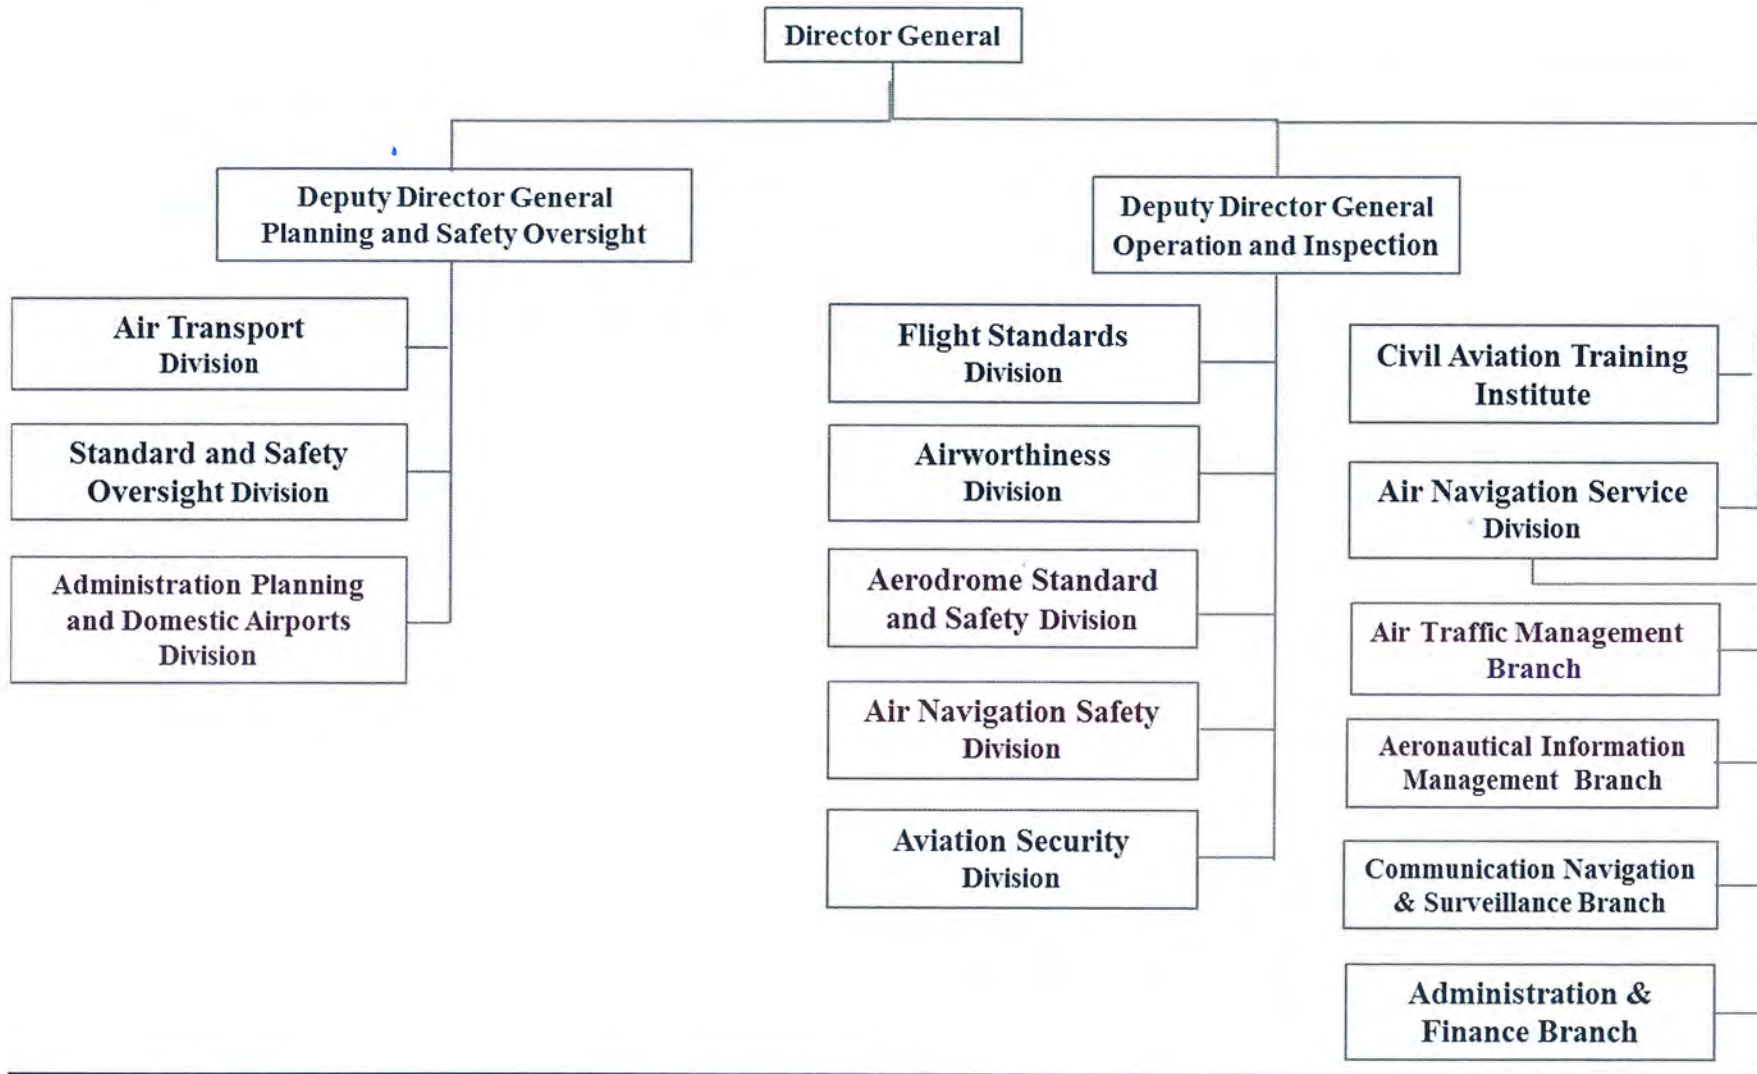 Director General
Deputy Director General
Planning and Safety Oversight
Deputy Director General
Operation and Inspection
Air Transport
Division
Standard and Safety
Oversight Division
Administration Planning
and Domestic Airports
Division
Flight Standards
Division
Airworthiness
Division
Aerodrome Standard
and Safety Division
Air Navigation Safety
Division
Aviation Security
Division
Civil Aviation Training
Institute
Air Navigation Service
Division
Air Traffic Management
Branch
Aeronautical Information
Management Branch
Communication Navigation
& Surveillance Branch
Administration &
Finance Branch